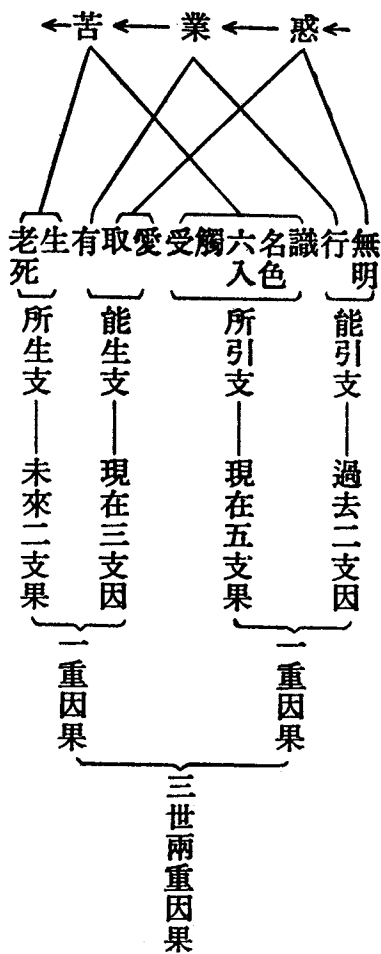 惑 業 苦
無明 行 識 名色 六入 觸 受 愛 取 有 生 老死
能引支 所引支 能生支 所生支
過去二支因 現在五支果 現在三支因 未來二支果
一重因果 一重因果
三世兩重因果